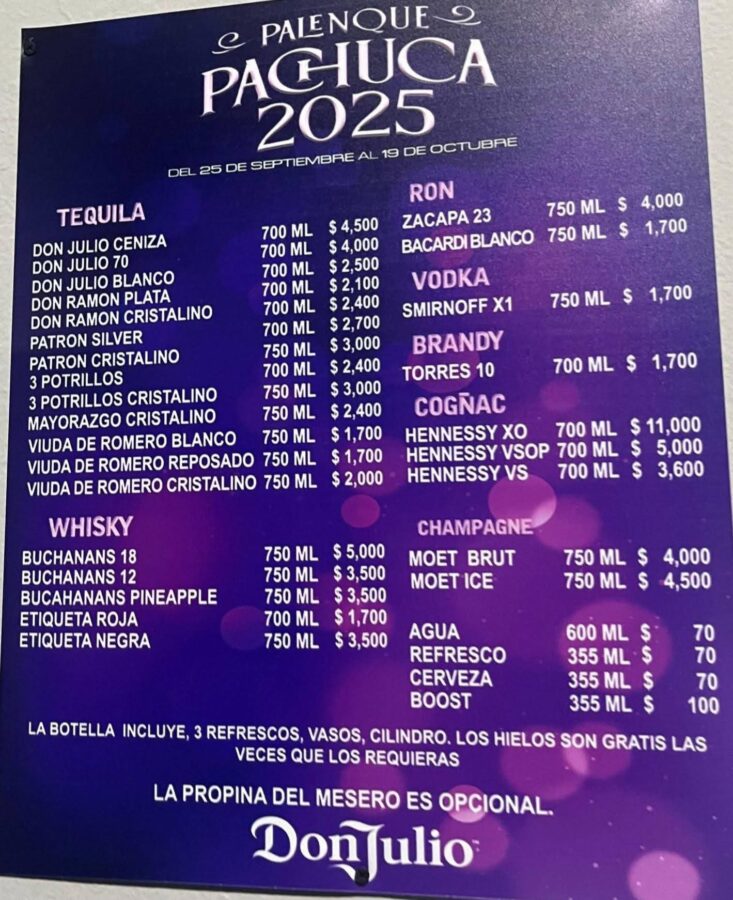 PALENQUE
PACHUCA
2025
DEL 25 DE SEPTIEMBRE AL 19 DE OCTUBRE
TEQUILA
DON JULIO CENIZA 700 ML $ 4,500
DON JULIO 70 700 ML $ 4,000
DON JULIO BLANCO 700 ML $ 2,500
DON RAMON PLATA 700 ML $ 2,100
DON RAMON CRISTALINO 700 ML $ 2,400
PATRON SILVER 700 ML $ 2,700
PATRON CRISTALINO 750 ML $ 3,000
3 POTRILLOS 700 ML $ 2,400
3 POTRILLOS CRISTALINO 750 ML $ 3,000
MAYORAZGO CRISTALINO 750 ML $ 2,400
VIUDA DE ROMERO BLANCO 750 ML $ 1,700
VIUDA DE ROMERO REPOSADO 750 ML $ 1,700
VIUDA DE ROMERO CRISTALINO 750 ML $ 2,000
WHISKY
BUCHANANS 18 750 ML $ 5,000
BUCHANANS 12 750 ML $ 3,500
BUCAHANANS PINEAPPLE 750 ML $ 3,500
ETIQUETA ROJA 700 ML $ 1,700
ETIQUETA NEGRA 750 ML $ 3,500
RON
ZACAPA 23 750 ML $ 4,000
BACARDI BLANCO 750 ML $ 1,700
VODKA
SMIRNOFF X1 750 ML $ 1,700
BRANDY
TORRES 10 700 ML $ 1,700
COGÑAC
HENNESSY XO 700 ML $ 11,000
HENNESSY VSOP 700 ML $ 5,000
HENNESSY VS 700 ML $ 3,600
CHAMPAGNE
MOET BRUT 750 ML $ 4,000
MOET ICE 750 ML $ 4,500
AGUA 600 ML $ 70
REFRESCO 355 ML $ 70
CERVEZA 355 ML $ 70
BOOST 355 ML $ 100
LA BOTELLA INCLUYE, 3 REFRESCOS, VASOS, CILINDRO. LOS HIELOS SON GRATIS LAS
VECES QUE LOS REQUIERAS
LA PROPINA DEL MESERO ES OPCIONAL.
Don Julio